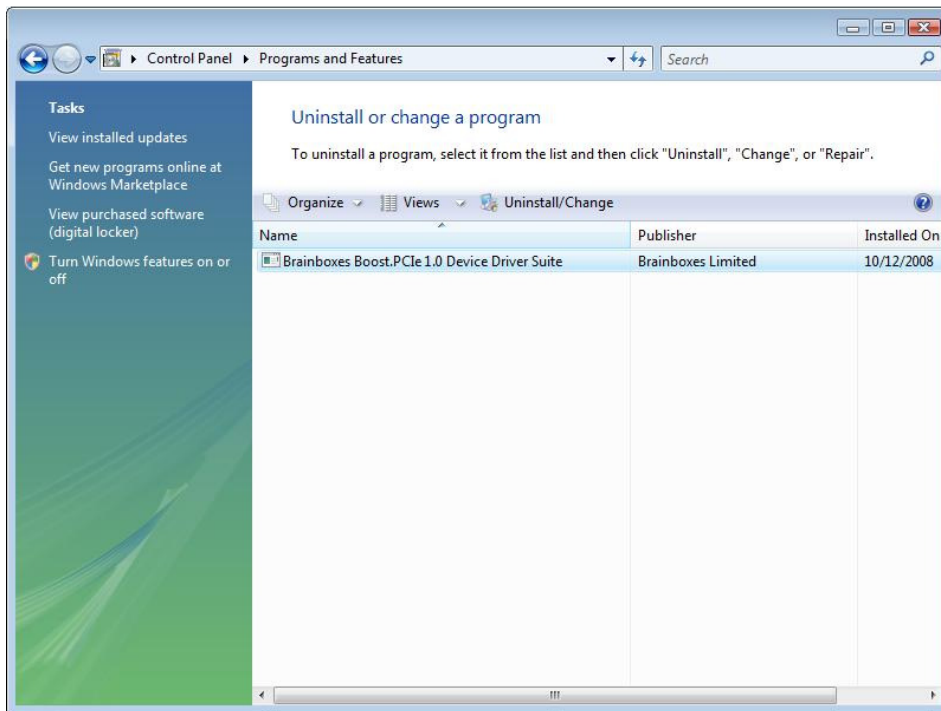 Control Panel ▸ Programs and Features
Search
Tasks
View installed updates
Get new programs online at
Windows Marketplace
View purchased software
(digital locker)
Turn Windows features on or
off
Uninstall or change a program
To uninstall a program, select it from the list and then click "Uninstall", "Change", or "Repair".
Organize Views Uninstall/Change
Name Publisher Installed On
Brainboxes Boost.PCIe 1.0 Device Driver Suite Brainboxes Limited 10/12/2008